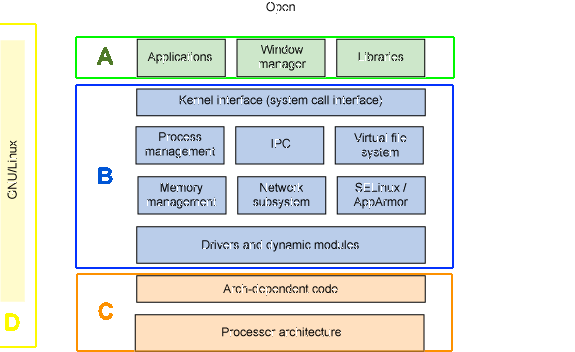 Open
A
Applications
Window
manager
Libraries
Kernel interface (system call interface)
GNU/Linux
Process
management
IPC
Virtual file
system
B
Memory
management
Network
subsystem
SELinux /
AppArmor
Drivers and dynamic modules
C
Arch-dependent code
D
Processor architecture